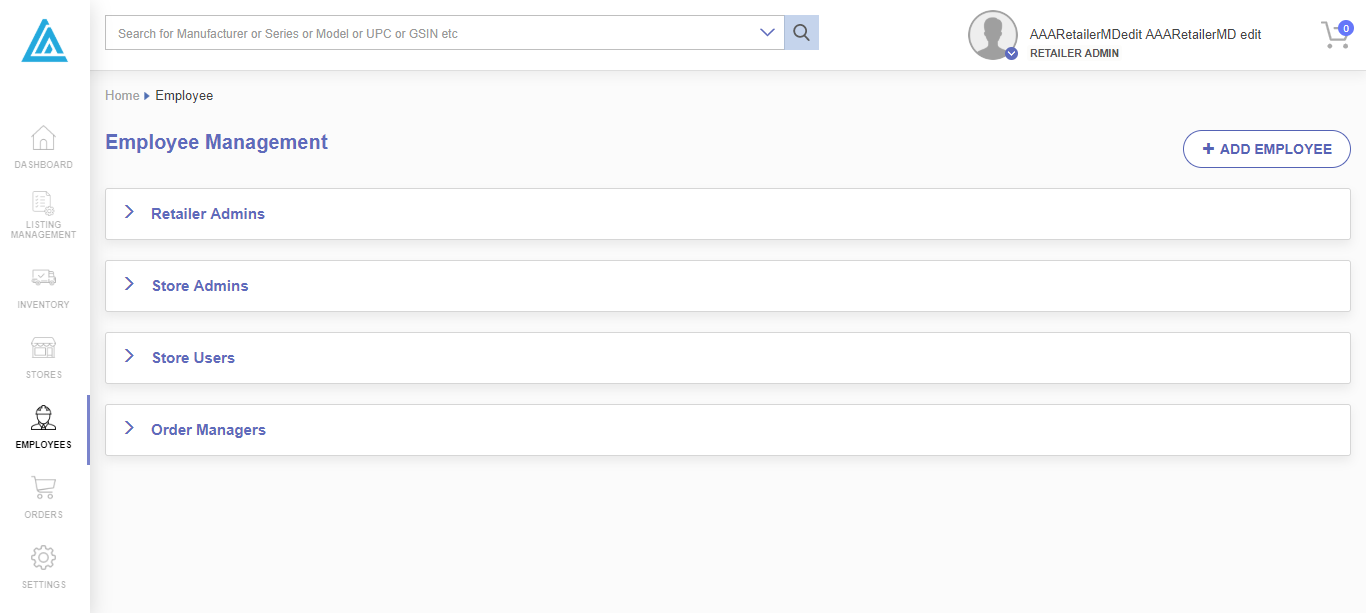 Search for Manufacturer or Series or Model or UPC or GSIN etc
AAARetailerMDedit AAARetailerMD edit
RETAILER ADMIN
0
Home Employee
Employee Management
+ ADD EMPLOYEE
Retailer Admins
Store Admins
Store Users
Order Managers
DASHBOARD
LISTING
MANAGEMENT
INVENTORY
STORES
EMPLOYEES
ORDERS
SETTINGS